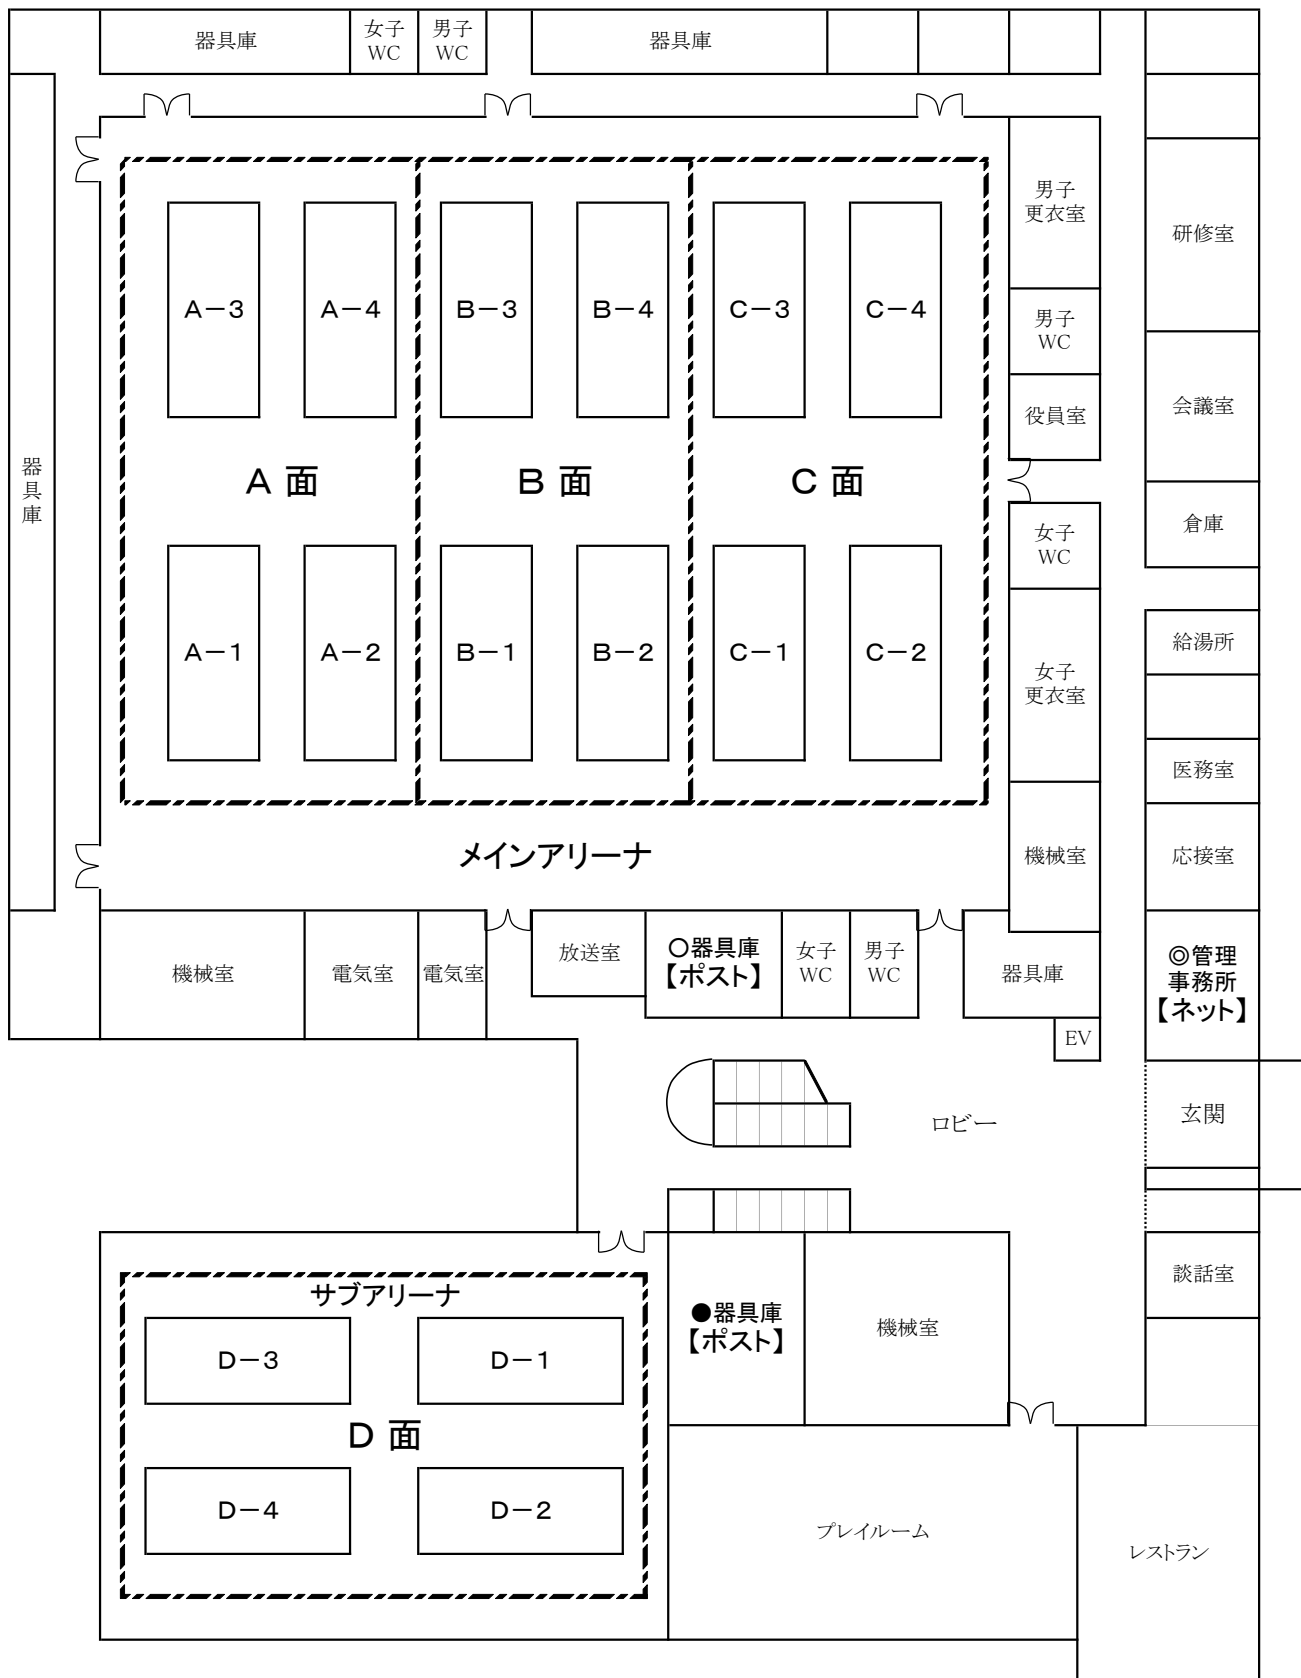 器具庫
女子
WC
男子
WC
器具庫
男子
更衣室
研修室
A-3
A-4
B-3
B-4
C-3
C-4
男子
WC
会議室
役員室
器具庫
A 面
B 面
C 面
倉庫
女子
WC
A-1
A-2
B-1
B-2
C-1
C-2
給湯所
女子
更衣室
医務室
メインアリーナ
機械室
応接室
機械室
電気室
電気室
放送室
○器具庫
【ポスト】
女子
WC
男子
WC
器具庫
◎管理
事務所
【ネット】
EV
ロビー
玄関
サブアリーナ
談話室
●器具庫
【ポスト】
機械室
D-3
D-1
D 面
D-4
D-2
プレイルーム
レストラン